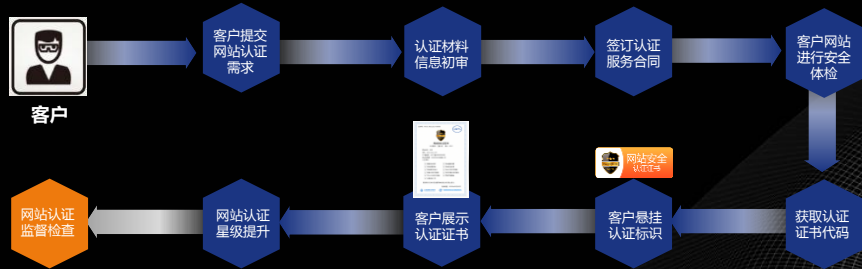 客户
客户提交
网站认证
需求
认证材料
信息初审
签订认证
服务合同
客户网站
进行安全
体检
获取认证
证书代码
网站安全
认证证书
客户悬挂
认证标识
客户展示
认证证书
网站认证
星级提升
网站认证
监督检查